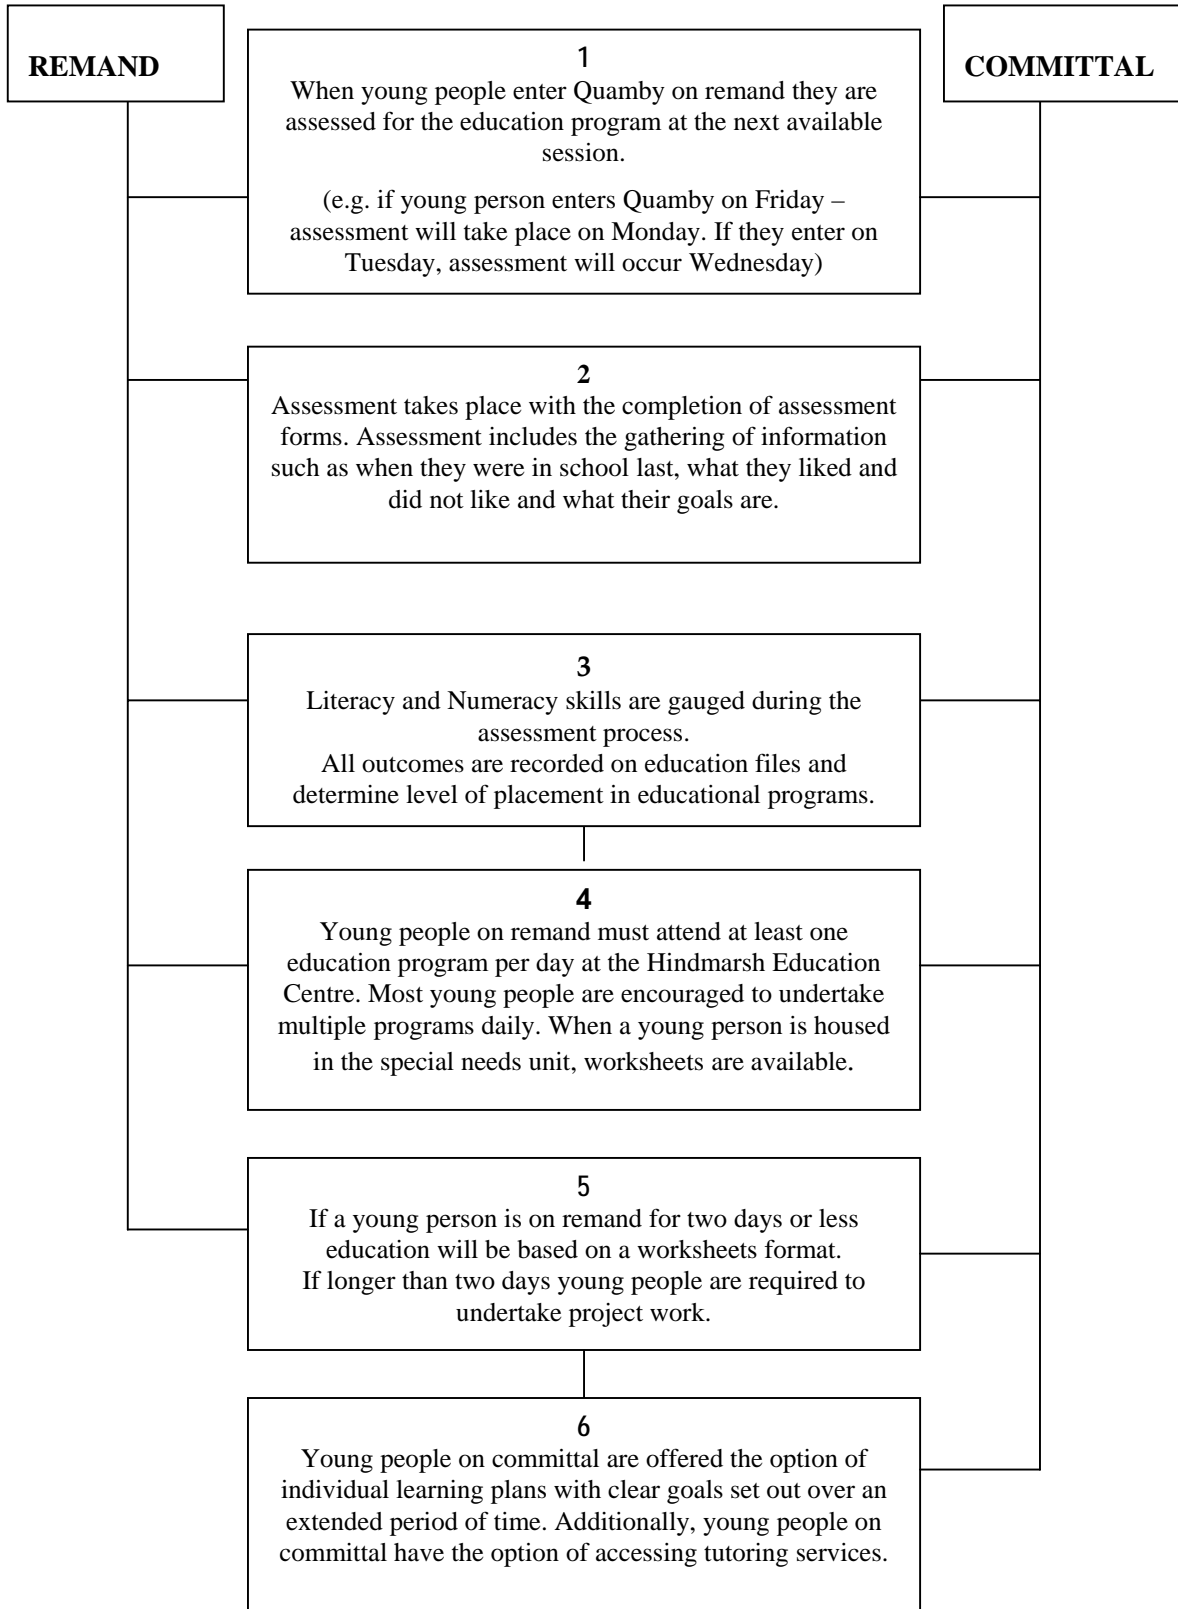 REMAND
COMMITTAL
1
When young people enter Quamby on remand they are
assessed for the education program at the next available
session.
(e.g. if young person enters Quamby on Friday –
assessment will take place on Monday. If they enter on
Tuesday, assessment will occur Wednesday)
2
Assessment takes place with the completion of assessment
forms. Assessment includes the gathering of information
such as when they were in school last, what they liked and
did not like and what their goals are.
3
Literacy and Numeracy skills are gauged during the
assessment process.
All outcomes are recorded on education files and
determine level of placement in educational programs.
4
Young people on remand must attend at least one
education program per day at the Hindmarsh Education
Centre. Most young people are encouraged to undertake
multiple programs daily. When a young person is housed
in the special needs unit, worksheets are available.
5
If a young person is on remand for two days or less
education will be based on a worksheets format.
If longer than two days young people are required to
undertake project work.
6
Young people on committal are offered the option of
individual learning plans with clear goals set out over an
extended period of time. Additionally, young people on
committal have the option of accessing tutoring services.